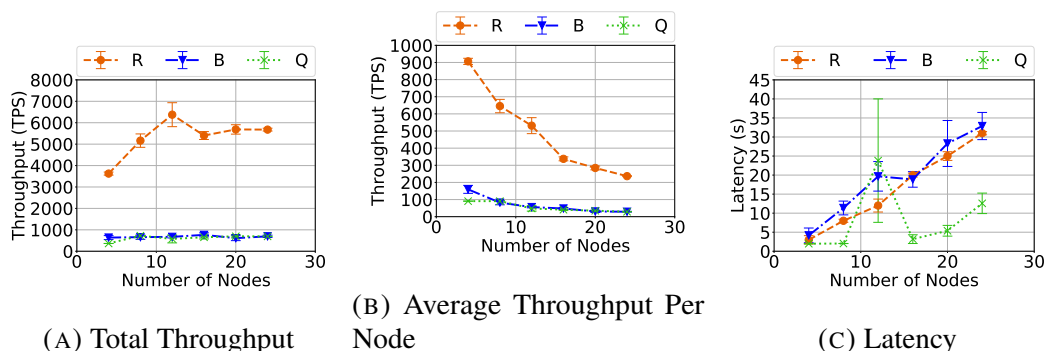 R B Q
8000
7000
6000
5000
4000
3000
2000
1000
0
Throughput (TPS)
0 10 20 30
Number of Nodes
(A) Total Throughput
R B Q
1000
900
800
700
600
500
400
300
200
100
0
Throughput (TPS)
0 10 20 30
Number of Nodes
(B) Average Throughput Per
Node
R B Q
45
40
35
30
25
20
15
10
5
0
Latency (s)
0 10 20 30
Number of Nodes
(C) Latency